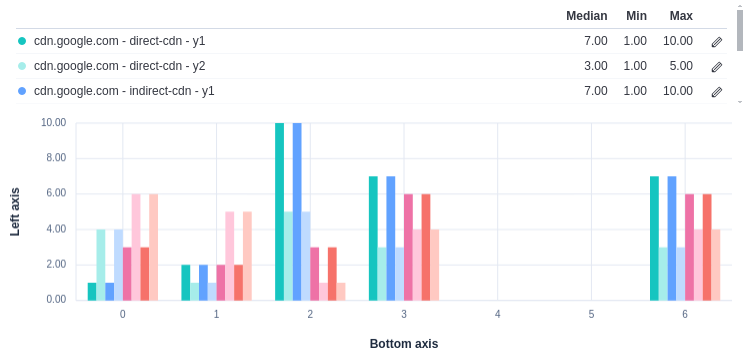 Median Min Max
cdn.google.com - direct-cdn - y1 7.00 1.00 10.00
cdn.google.com - direct-cdn - y2 3.00 1.00 5.00
cdn.google.com - indirect-cdn - y1 7.00 1.00 10.00
10.00
8.00
6.00
4.00
2.00
0.00
Left axis
0 1 2 3 4 5 6
Bottom axis